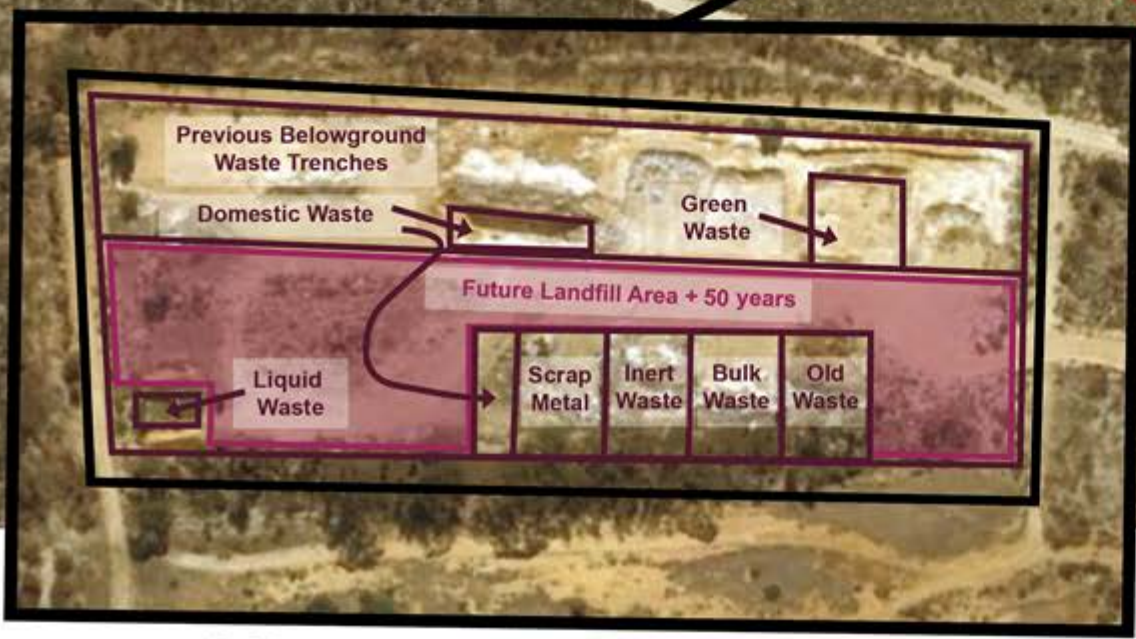 Previous Belowground
Waste Trenches
Domestic Waste
Green
Waste
Future Landfill Area + 50 years
Liquid
Waste
Scrap
Metal
Inert
Waste
Bulk
Waste
Old
Waste